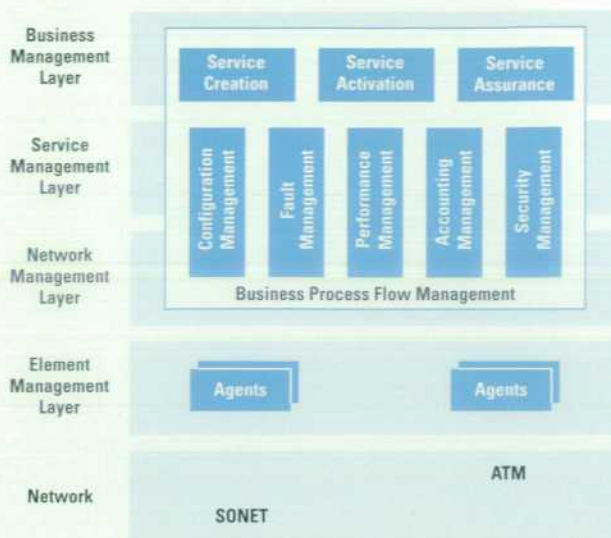 Business
Management
Layer
Service
Creation
Service
Activation
Service
Assurance
Service
Management
Layer
Configuration
Management
Fault
Management
Performance
Management
Accounting
Management
Security
Management
Network
Management
Layer
Business Process Flow Management
Element
Management
Layer
Agents
Agents
Network
ATM
SONET